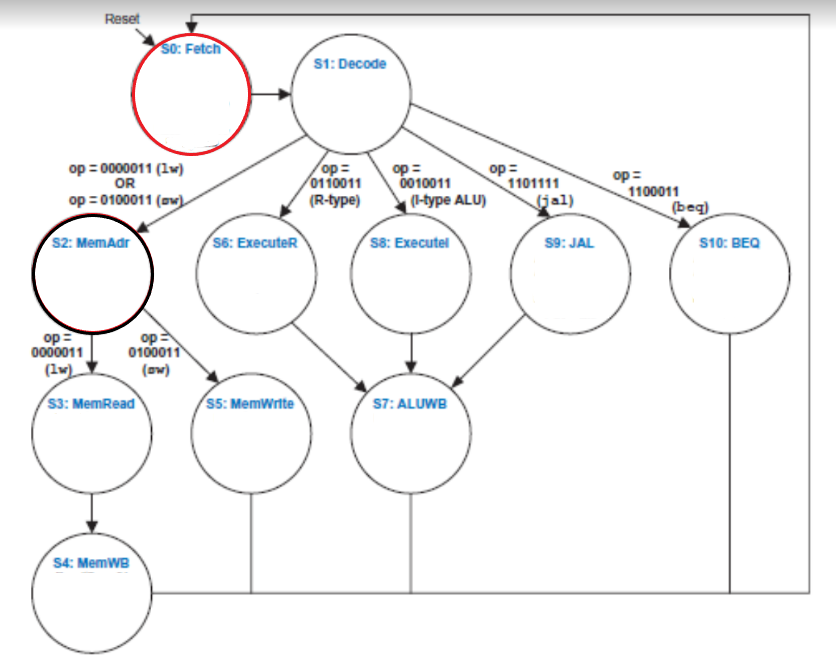 Reset
S0: Fetch
S1: Decode
op = 0000011 (lw)
OR
op = 0100011 (sw)
op =
0110011
(R-type)
op =
0010011
(I-type ALU)
op =
1101111
(jal)
op =
1100011
(beq)
S2: MemAdr
S6: ExecuteR
S8: ExecuteI
S9: JAL
S10: BEQ
op =
0000011
(lw)
op =
0100011
(sw)
S3: MemRead
S5: MemWrite
S7: ALUWB
S4: MemWB